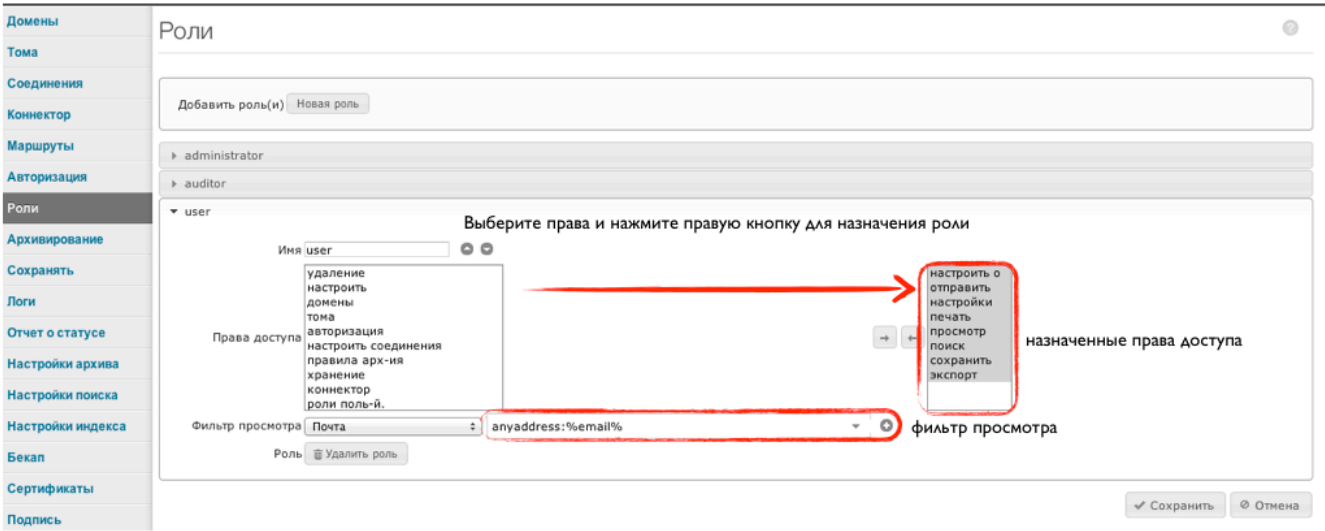 Домены
Тома
Соединения
Коннектор
Маршруты
Авторизация
Роли
Архивирование
Сохранять
Логи
Отчет о статусе
Настройки архива
Настройки поиска
Настройки индекса
Бекап
Сертификаты
Подпись
Роли
Добавить роль(и) Новая роль
administrator
auditor
user
Выберите права и нажмите правую кнопку для назначения роли
Имя user
Права доступа
удаление
настроить
домены
тома
авторизация
настроить соединения
правила арх-ия
хранение
коннектор
роли поль-й.
настроить о
отправить
настройки
печать
просмотр
поиск
сохранить
экспорт
назначенные права доступа
Фильтр просмотра Почта anyaddress:%email%
фильтр просмотра
Роль Удалить роль
Сохранить Отмена